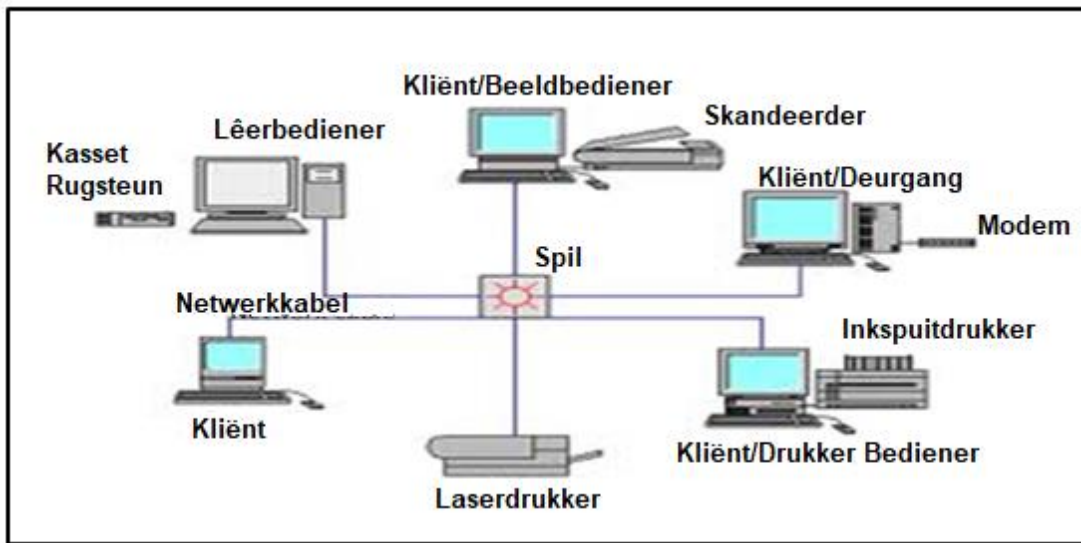 Kliënt/Beeldbediener
Skandeerder
Lêerbediener
Kasset
Rugsteun
Kliënt/Deurgang
Modem
Spil
Netwerkkabel
Inkspuitdrukker
Kliënt
Kliënt/Drukker Bediener
Laserdrukker